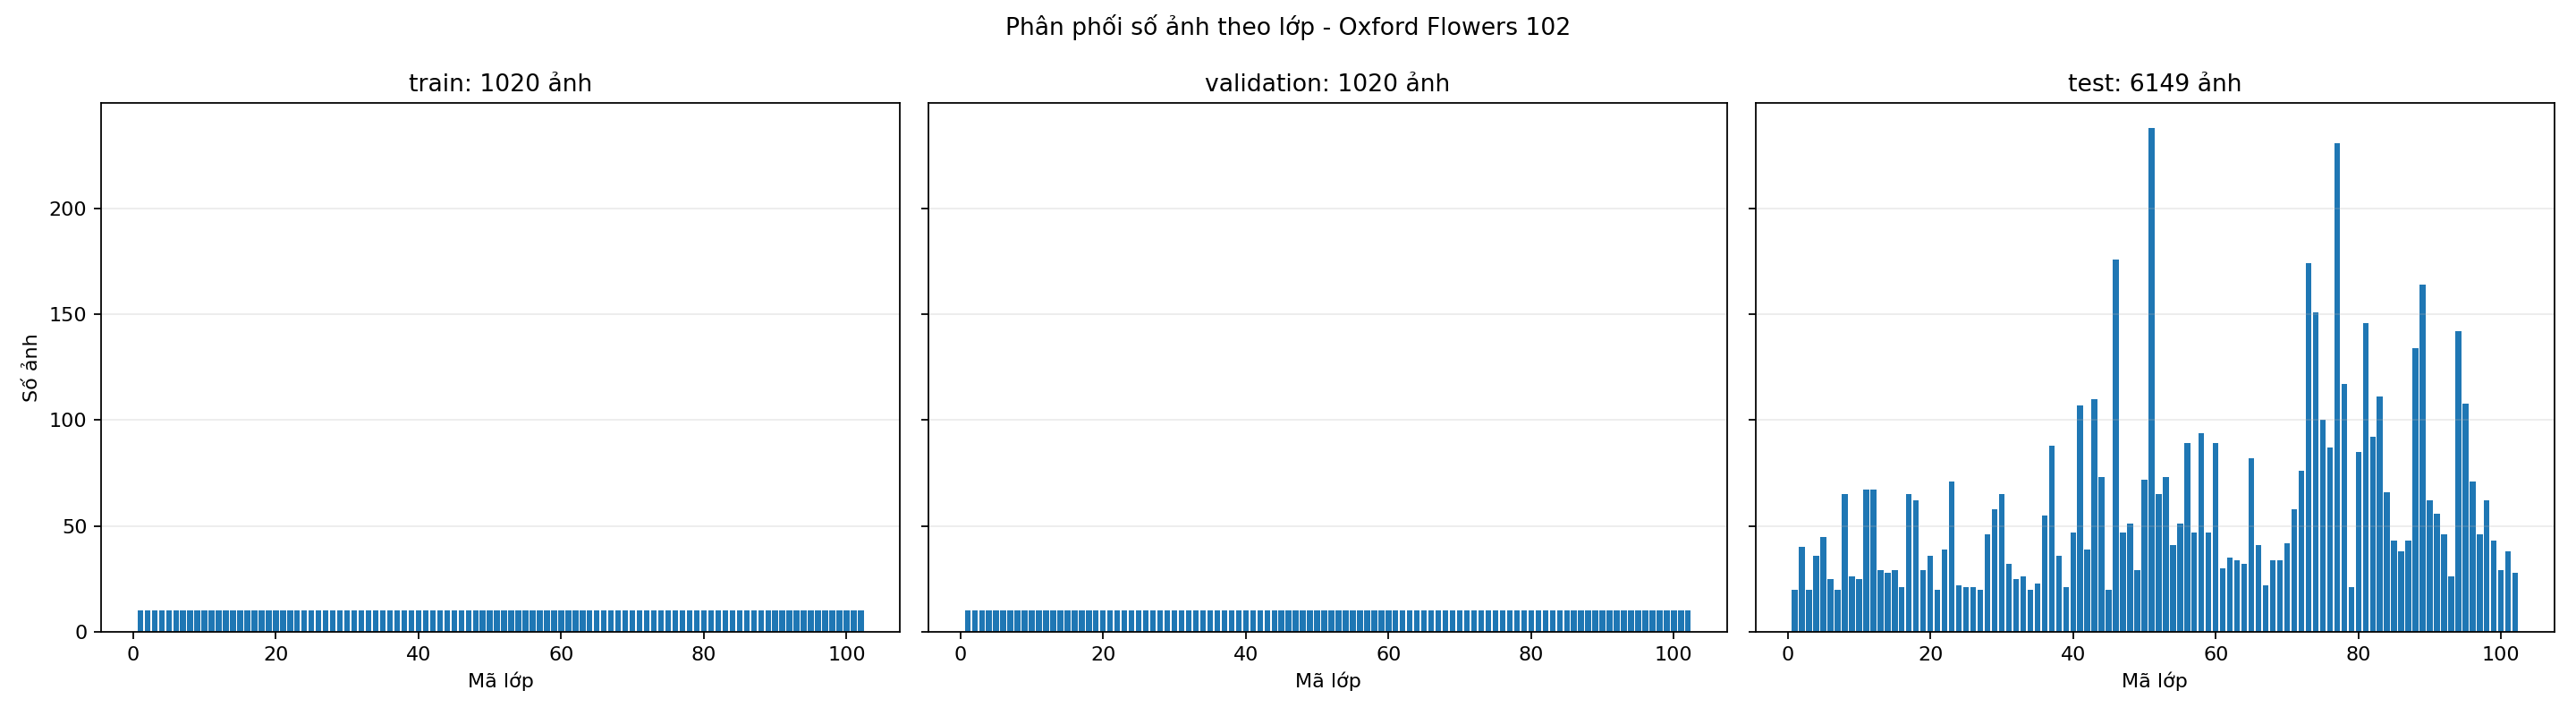 Phân phối số ảnh theo lớp - Oxford Flowers 102
train: 1020 ảnh
validation: 1020 ảnh
test: 6149 ảnh
Số ảnh
200
150
100
50
0
0 20 40 60 80 100
0 20 40 60 80 100
0 20 40 60 80 100
Mã lớp
Mã lớp
Mã lớp